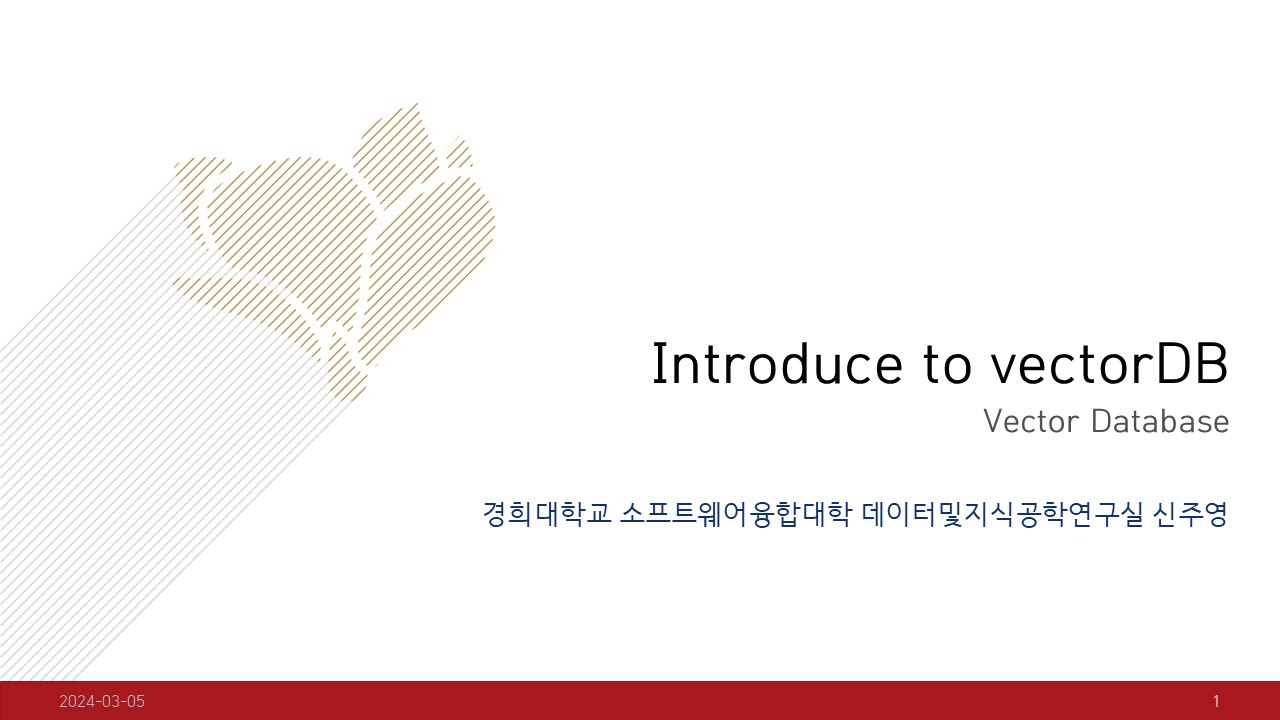 Introduce to vectorDB
Vector Database
경희대학교 소프트웨어융합대학 데이터및지식공학연구실 신주영
2024-03-05
1